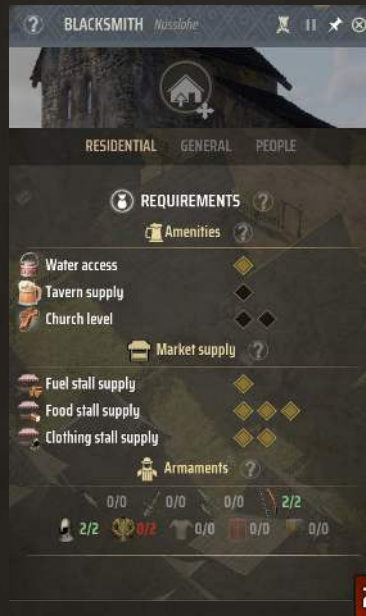 BLACKSMITH Nusslohe
RESIDENTIAL GENERAL PEOPLE
REQUIREMENTS ?
Amenities ?
Water access
Tavern supply
Church level
Market supply ?
Fuel stall supply
Food stall supply
Clothing stall supply
Armaments ?
0/0 0/0 0/0 2/2
2/2 0/2 0/0 0/0 0/0